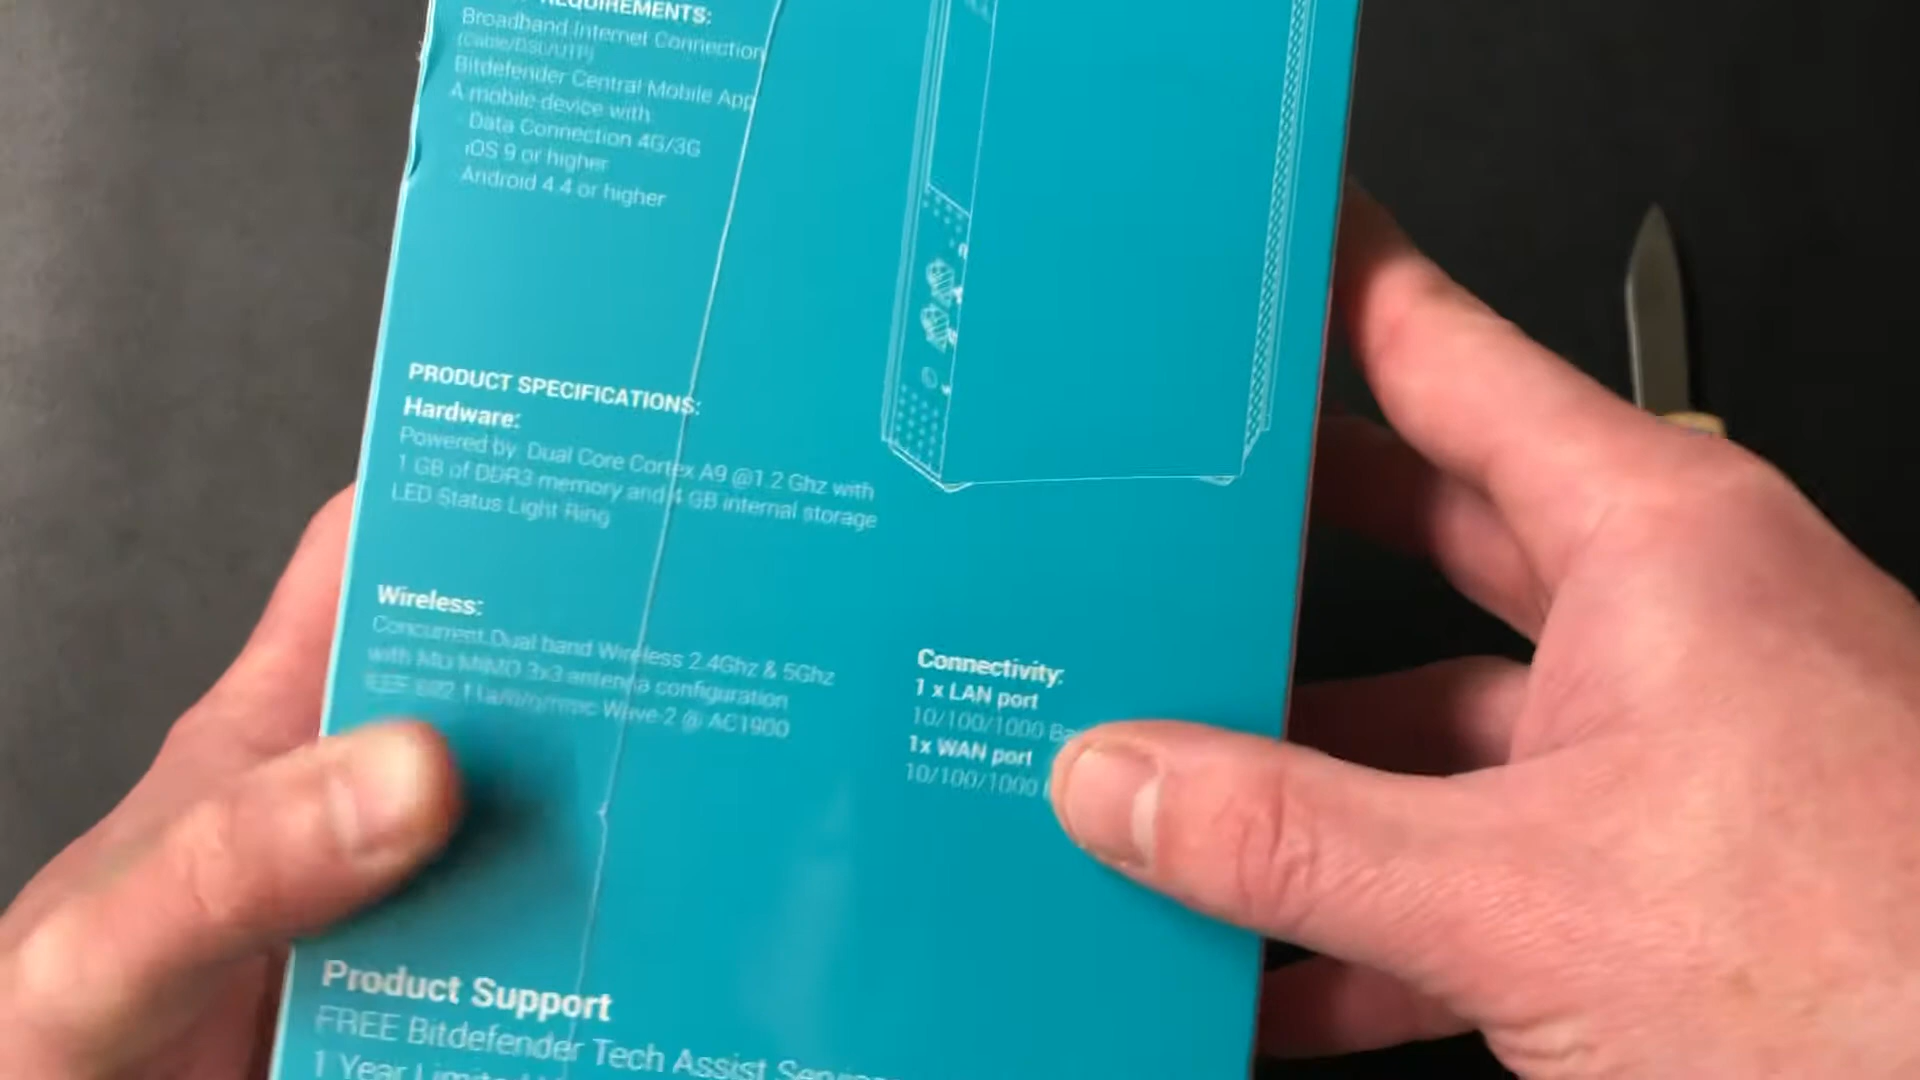 REQUIREMENTS:
Broadband Internet Connection
(Cable/DSL/UTP)
Bitdefender Central Mobile App
A mobile device with:
Data Connection 4G/3G
iOS 9 or higher
Android 4.4 or higher
PRODUCT SPECIFICATIONS:
Hardware:
Powered by: Dual Core Cortex A9 @1.2 Ghz with
1 GB of DDR3 memory and 4 GB internal storage
LED Status Light Ring
Wireless:
Concurrent Dual band Wireless 2.4Ghz & 5Ghz
with MU-MIMO 3x3 antenna configuration
Wave-2 @ AC1900
Connectivity:
1 x LAN port
10/100/1000
1x WAN port
10/100/1000
Product Support
FREE Bitdefender Tech Assist
1 Year